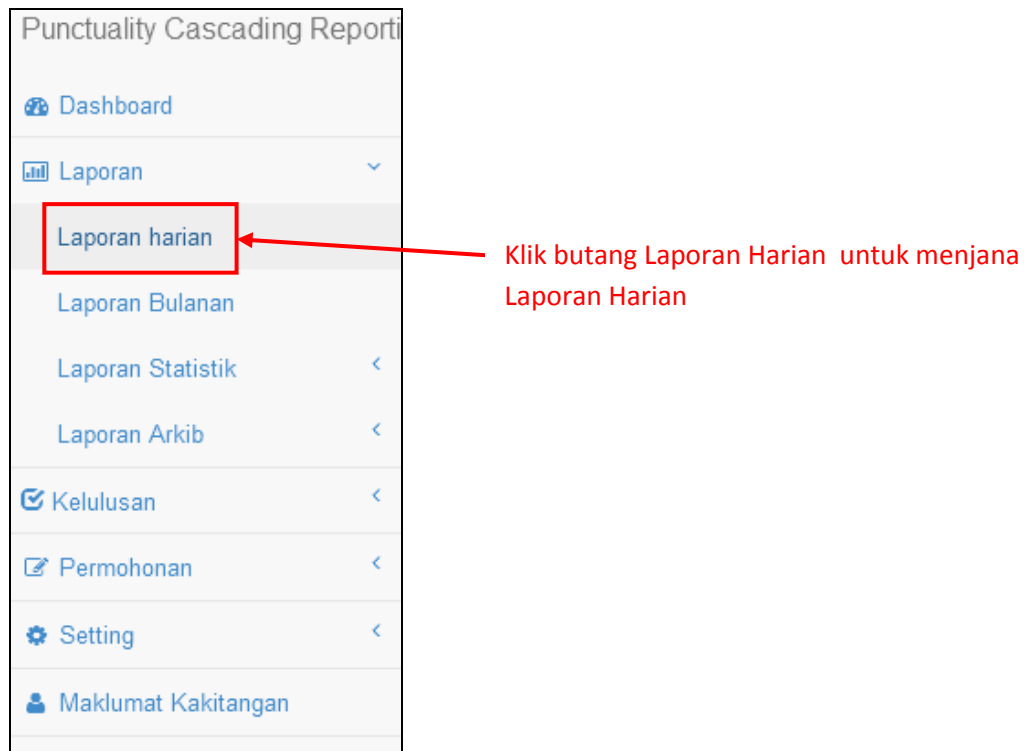 Punctuality Cascading Reporti
Dashboard
Laporan
Laporan harian
Klik butang Laporan Harian untuk menjana
Laporan Harian
Laporan Bulanan
Laporan Statistik
Laporan Arkib
Kelulusan
Permohonan
Setting
Maklumat Kakitangan